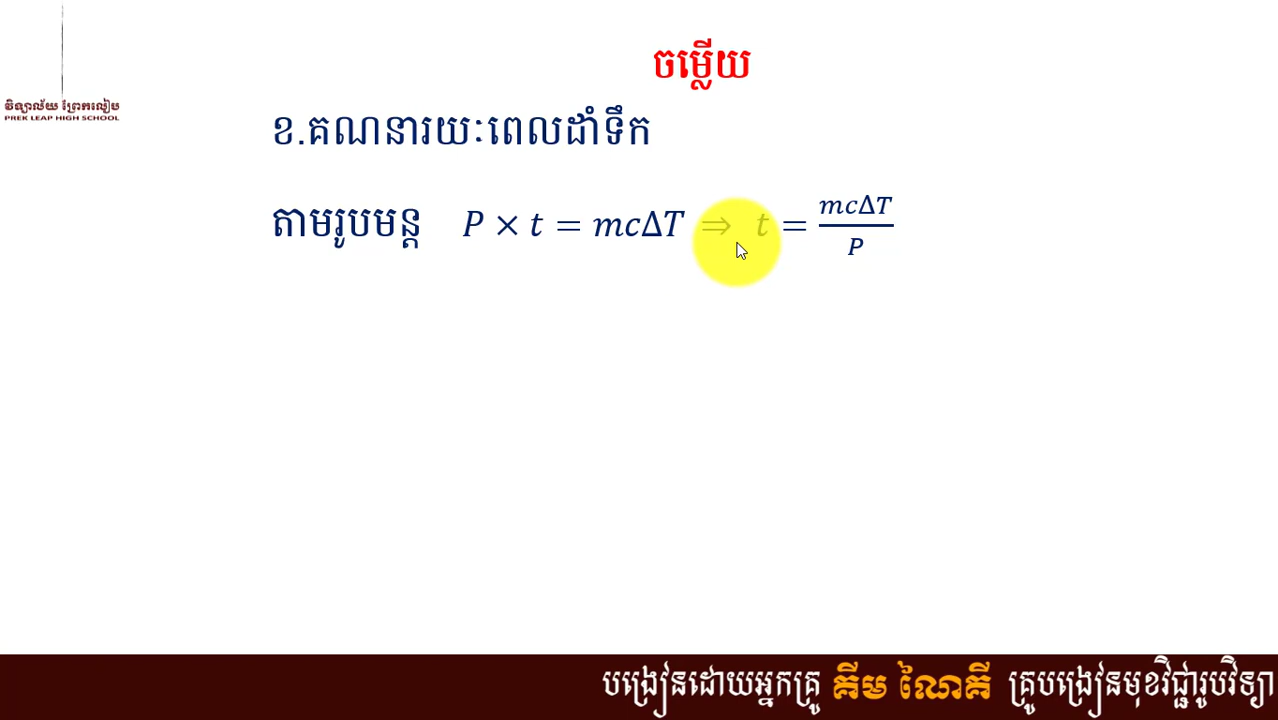 ចម្លើយ
វិទ្យាល័យ ព្រែកលៀប
PREK LEAP HIGH SCHOOL
ខ.គណនារយៈពេលដាំទឹក
តាមរូបមន្ត P × t = mcΔT ⇒ t = mcΔT / P
បង្រៀនដោយអ្នកគ្រូ គីម ណៃគី គ្រូបង្រៀនមុខវិជ្ជារូបវិទ្យា